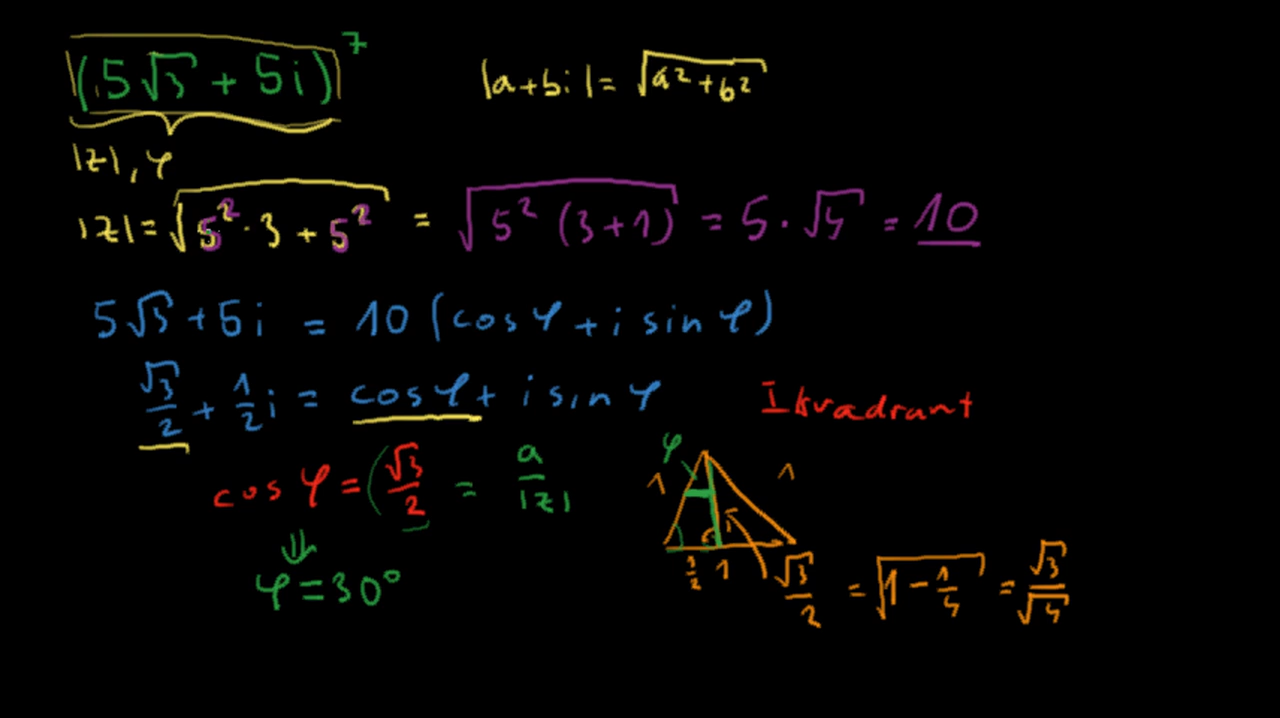 (5√3 + 5i)⁷
|a+bi| = √(a² + b²)
|z|, φ
|z| = √(5² · 3 + 5²) = √(5² (3+1)) = 5 · √4 = 10
5√3 + 5i = 10 (cos φ + i sin φ)
√3/2 + 1/2 i = cos φ + i sin φ
I kvadrant
cos φ = (√3/2 = a/|z|
⇓
φ = 30°
φ
1
1
1/2
1
√3/2 = √(1 − 1/4) = √3/√4